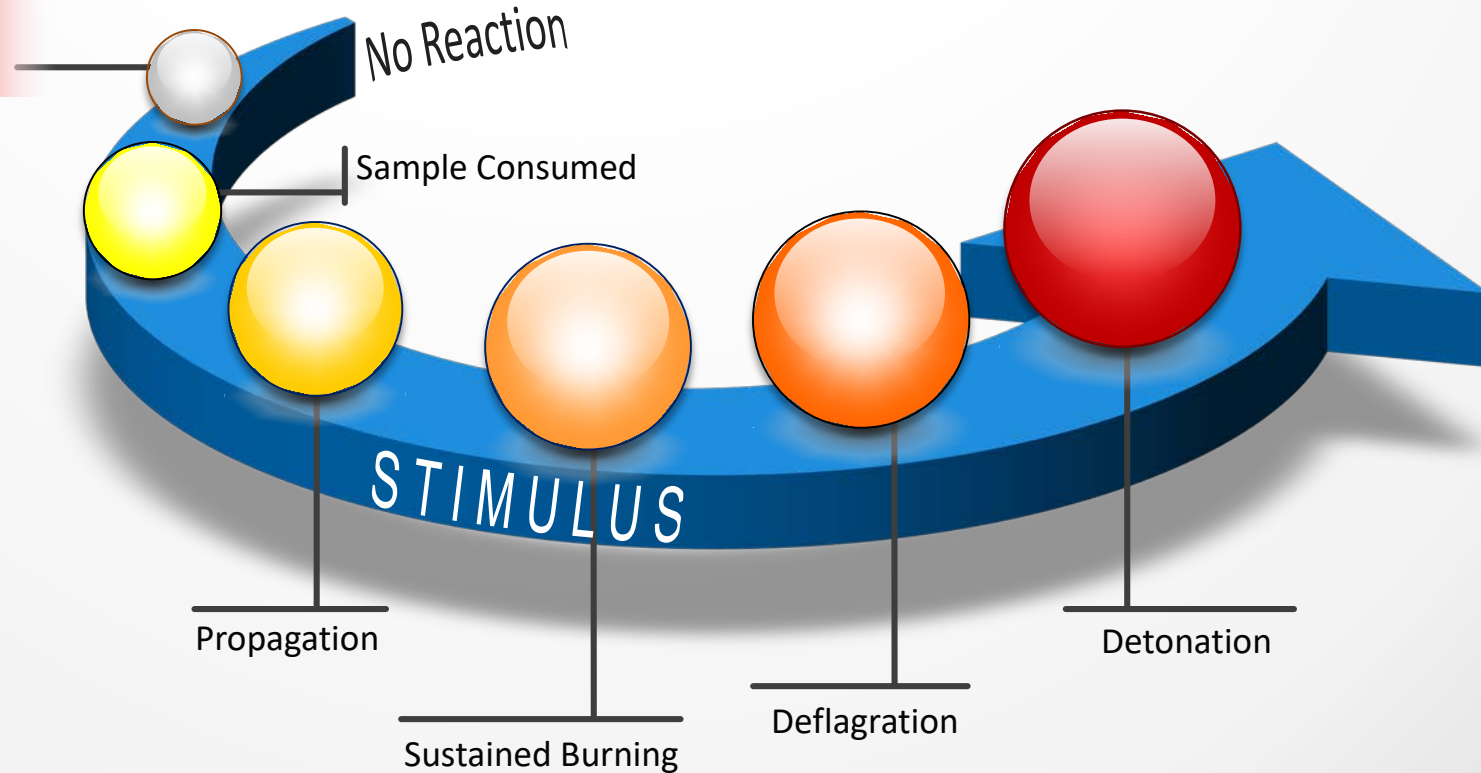 No Reaction
Sample Consumed
STIMULUS
Propagation
Sustained Burning
Deflagration
Detonation